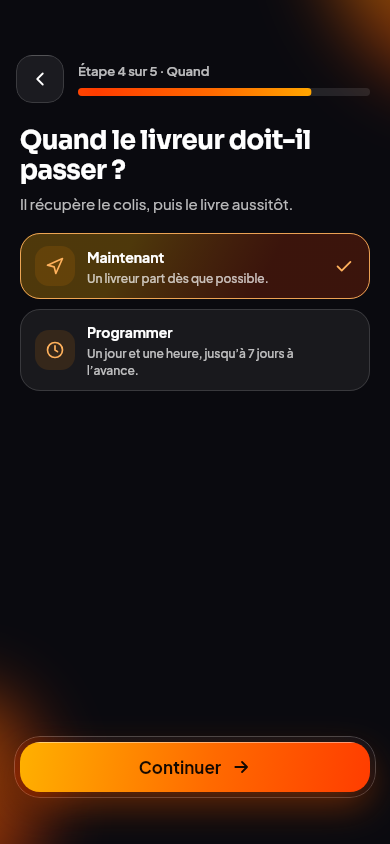 Étape 4 sur 5 · Quand
Quand le livreur doit-il
passer ?
Il récupère le colis, puis le livre aussitôt.
Maintenant
Un livreur part dès que possible.
Programmer
Un jour et une heure, jusqu’à 7 jours à
l’avance.
Continuer →